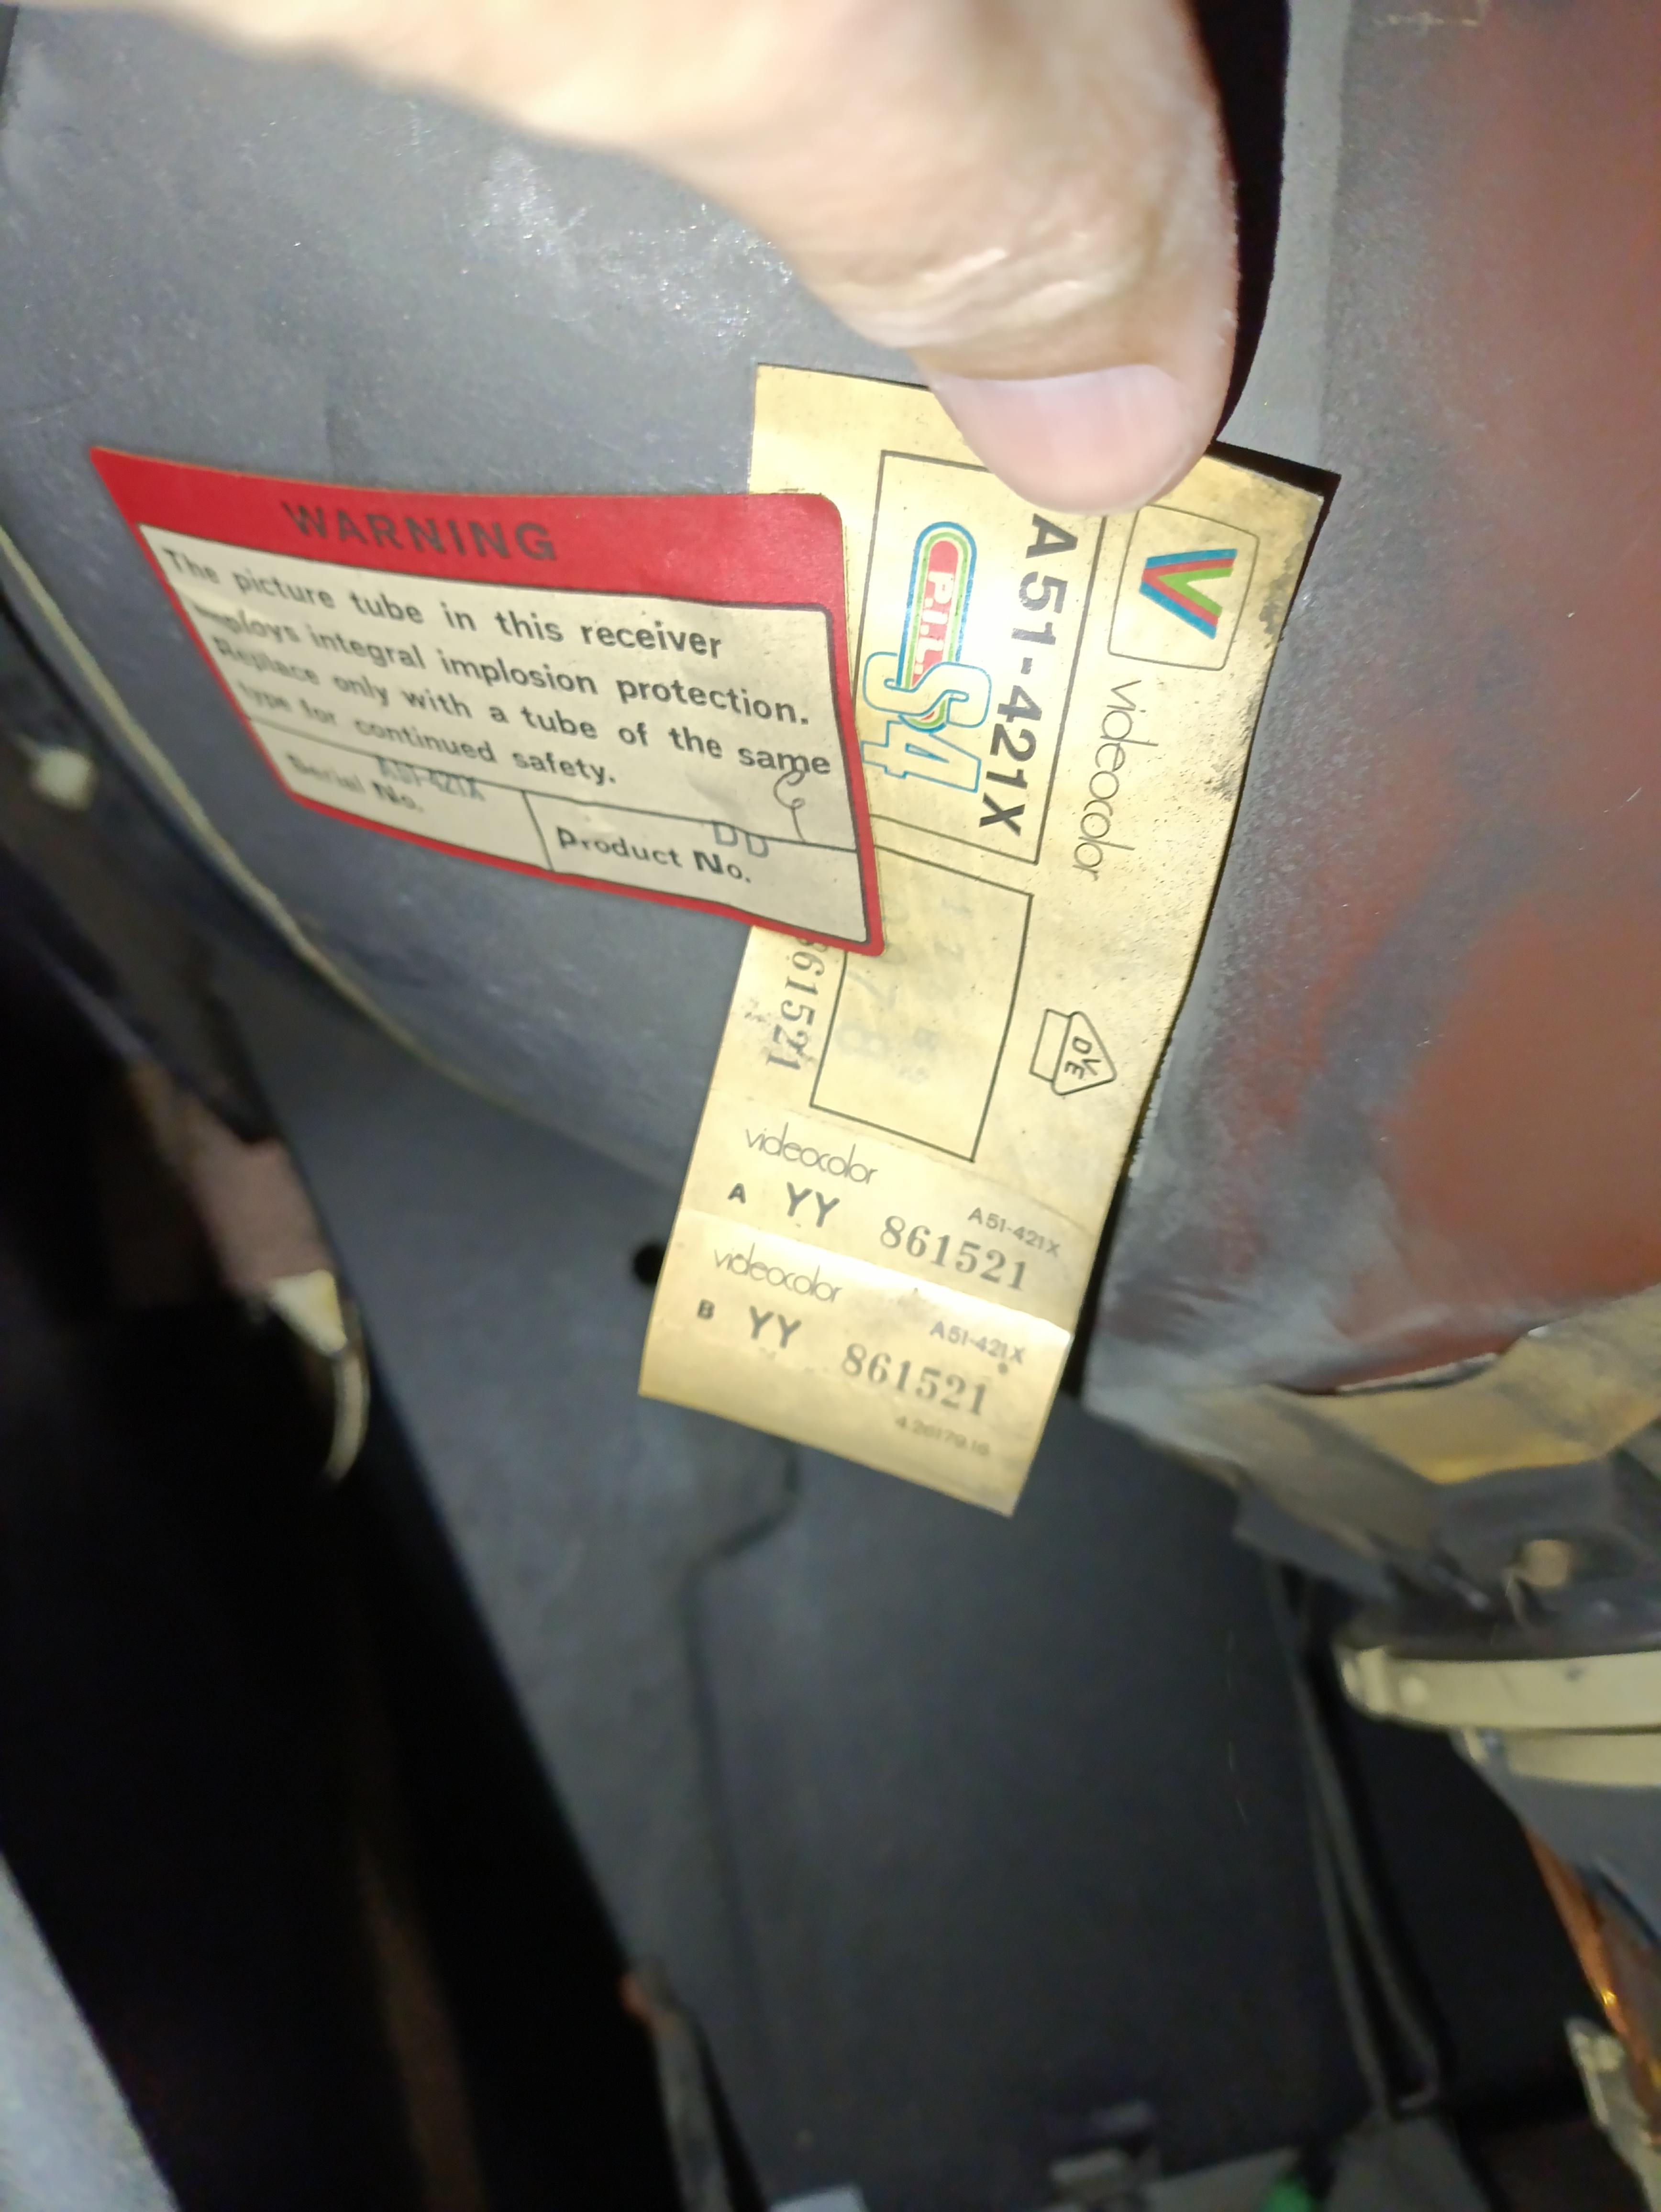 WARNING
The picture tube in this receiver
employs integral implosion protection.
Replace only with a tube of the same
type for continued safety.
A51-421X
Serial No.
DD
Product No.
V videocolor
A51-421X
P.I.L.
S4
DVE
861521
videocolor
A51-421X
A YY 861521
videocolor
A51-421X
B YY 861521